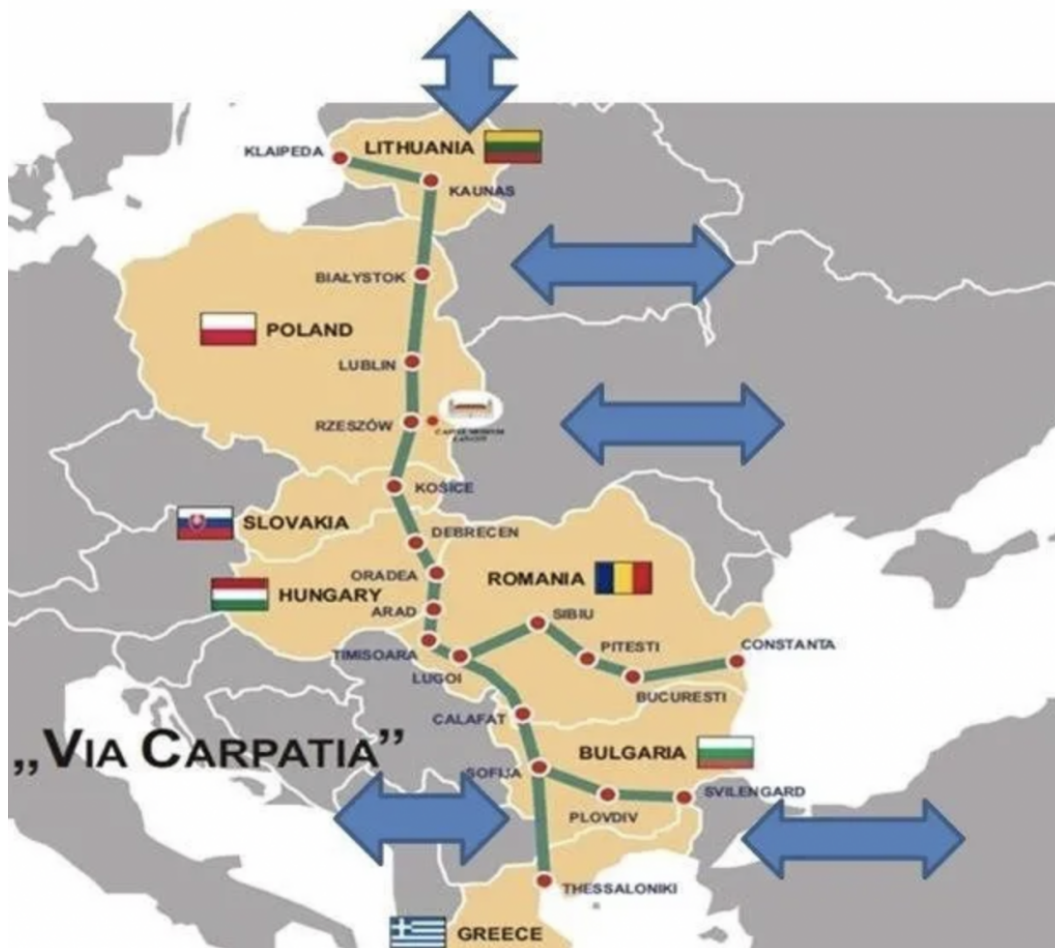 KLAIPEDA
LITHUANIA
KAUNAS
BIAŁYSTOK
POLAND
LUBLIN
RZESZÓW
KOŠICE
SLOVAKIA
DEBRECEN
ORADEA
ROMANIA
HUNGARY
ARAD
SIBIU
TIMISOARA
PITESTI
CONSTANTA
LUGOI
BUCURESTI
CALAFAT
„VIA CARPATIA”
BULGARIA
SOFIJA
SVILENGARD
PLOVDIV
THESSALONIKI
GREECE